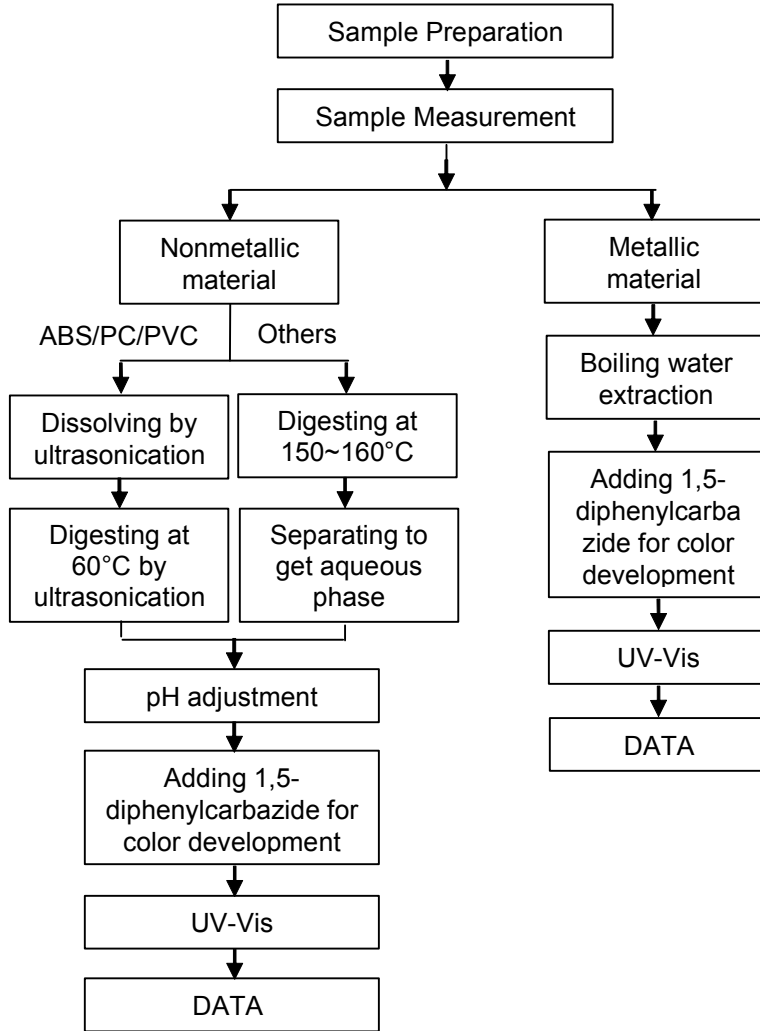 Sample Preparation
Sample Measurement
Nonmetallic
material
ABS/PC/PVC
Others
Dissolving by
ultrasonication
Digesting at
150~160°C
Digesting at
60°C by
ultrasonication
Separating to
get aqueous
phase
pH adjustment
Adding 1,5-
diphenylcarbazide for
color development
UV-Vis
DATA
Metallic
material
Boiling water
extraction
Adding 1,5-
diphenylcarba
zide for color
development
UV-Vis
DATA